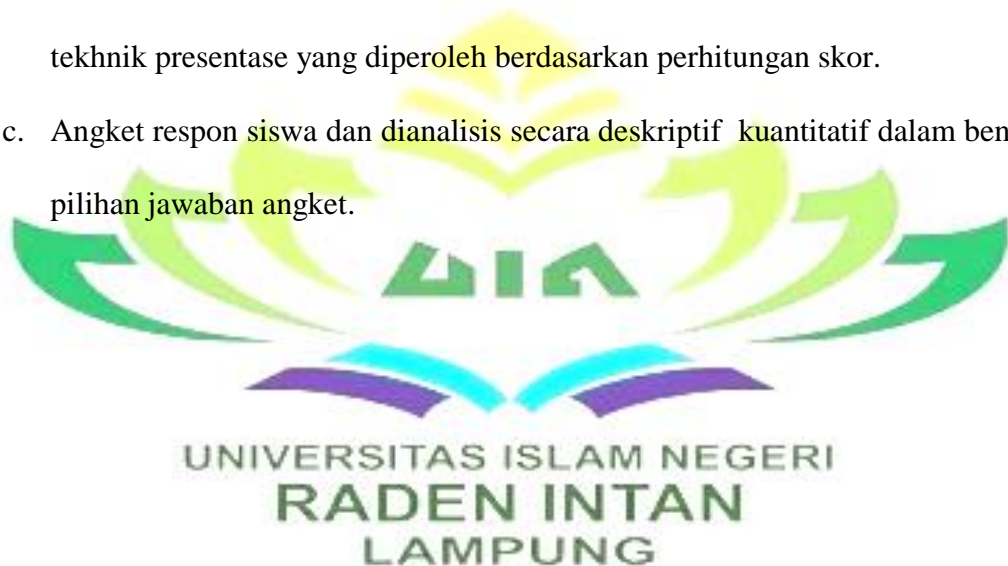 tekhnik presentase yang diperoleh berdasarkan perhitungan skor.
c. Angket respon siswa dan dianalisis secara deskriptif kuantitatif dalam ben
pilihan jawaban angket.
UIN
UNIVERSITAS ISLAM NEGERI
RADEN INTAN
LAMPUNG